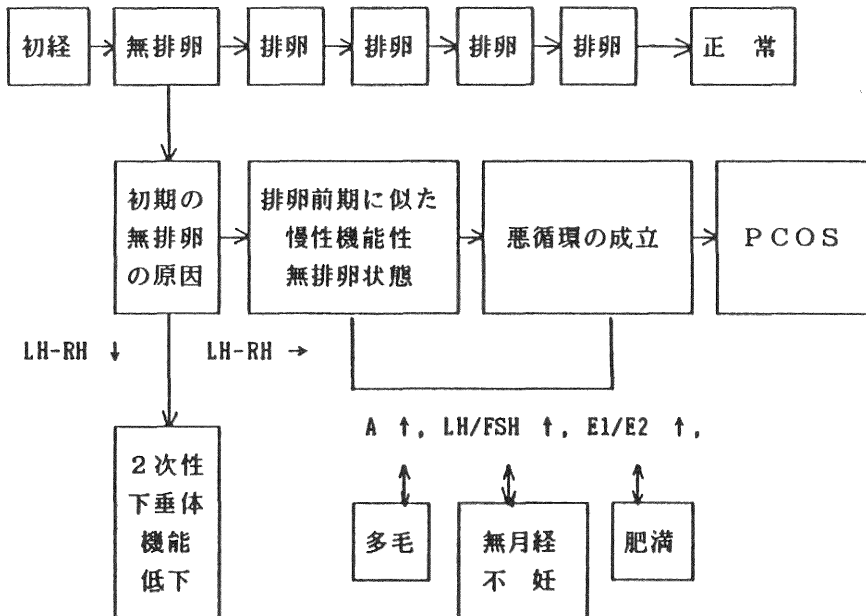 初経 無排卵 排卵 排卵 排卵 排卵 正常
初期の
無排卵
の原因
排卵前期に似た
慢性機能性
無排卵状態
悪循環の成立
PCOS
LH-RH ↓
LH-RH →
A ↑, LH/FSH ↑, E1/E2 ↑,
2次性
下垂体
機能
低下
多毛
無月経
不妊
肥満